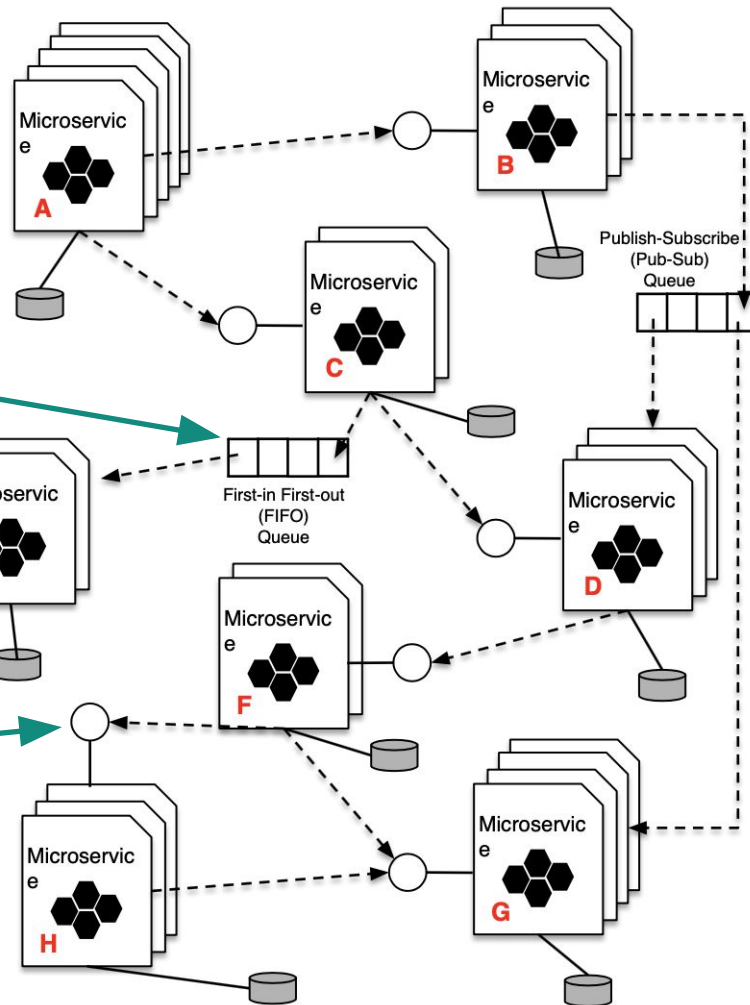 Microservic
e
A
Microservic
e
B
Publish-Subscribe
(Pub-Sub)
Queue
Microservic
e
C
First-in First-out
(FIFO)
Queue
oservic
Microservic
e
D
Microservic
e
F
Microservic
e
G
Microservic
e
H